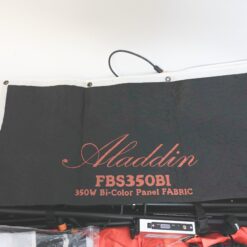 Aladdin
FBS350BI
350W Bi-Color Panel FABRIC